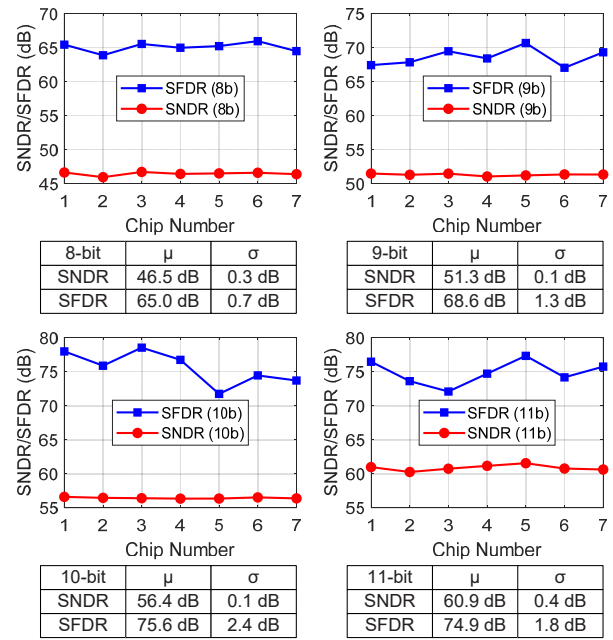 SNDR/SFDR (dB)
70
65
60
55
50
45
SFDR (8b)
SNDR (8b)
1 2 3 4 5 6 7
Chip Number
8-bit μ σ
SNDR 46.5 dB 0.3 dB
SFDR 65.0 dB 0.7 dB
SNDR/SFDR (dB)
75
70
65
60
55
50
SFDR (9b)
SNDR (9b)
1 2 3 4 5 6 7
Chip Number
9-bit μ σ
SNDR 51.3 dB 0.1 dB
SFDR 68.6 dB 1.3 dB
SNDR/SFDR (dB)
80
75
70
65
60
55
SFDR (10b)
SNDR (10b)
1 2 3 4 5 6 7
Chip Number
10-bit μ σ
SNDR 56.4 dB 0.1 dB
SFDR 75.6 dB 2.4 dB
SNDR/SFDR (dB)
80
75
70
65
60
55
SFDR (11b)
SNDR (11b)
1 2 3 4 5 6 7
Chip Number
11-bit μ σ
SNDR 60.9 dB 0.4 dB
SFDR 74.9 dB 1.8 dB